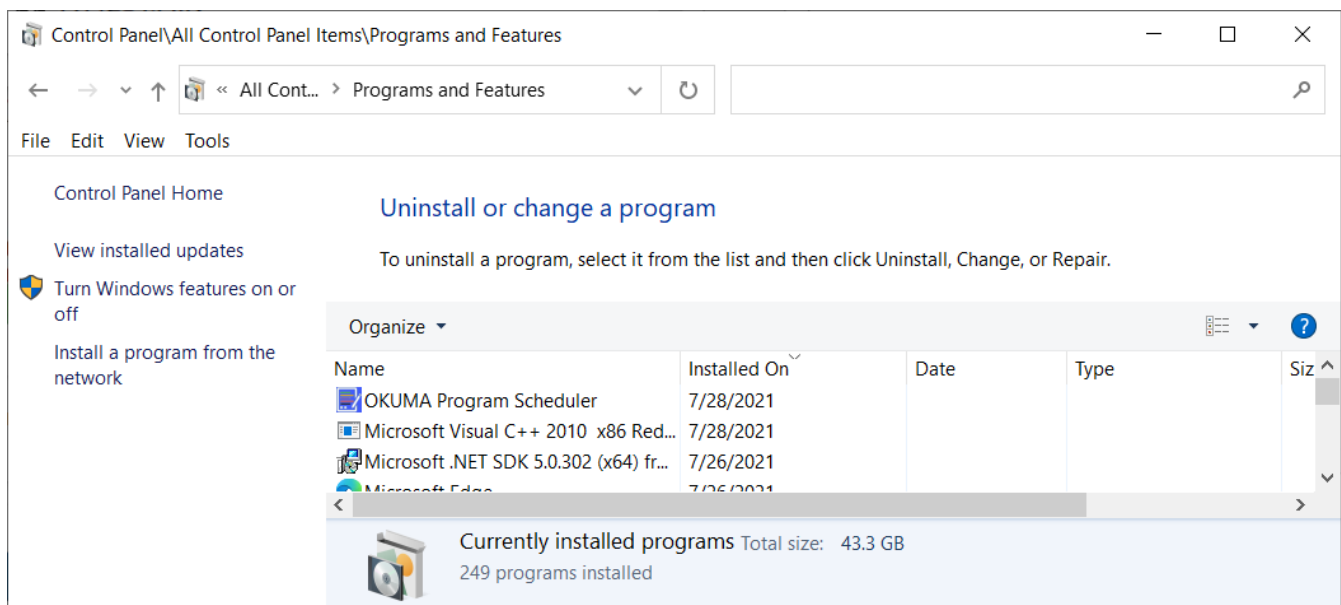 Control Panel\All Control Panel Items\Programs and Features
« All Cont... > Programs and Features
File Edit View Tools
Control Panel Home
Uninstall or change a program
View installed updates
To uninstall a program, select it from the list and then click Uninstall, Change, or Repair.
Turn Windows features on or
off
Install a program from the
network
Organize
Name Installed On Date Type Siz
OKUMA Program Scheduler 7/28/2021
Microsoft Visual C++ 2010 x86 Red... 7/28/2021
Microsoft .NET SDK 5.0.302 (x64) fr... 7/26/2021
Microsoft Edge 7/26/2021
Currently installed programs Total size: 43.3 GB
249 programs installed